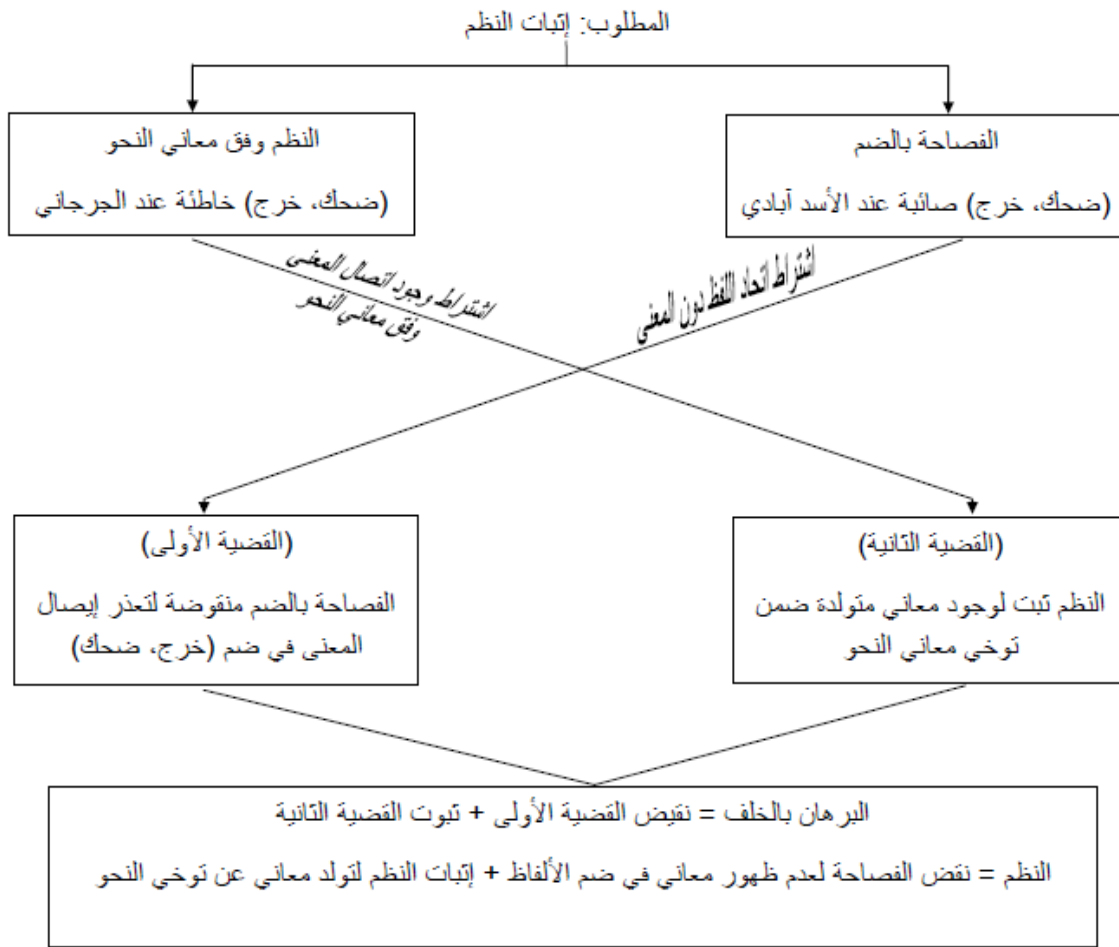 المطلوب: إثبات النظم
الفصاحة بالضم
(ضحك، خرج) صائبة عند الأسد آبادي
النظم وفق معاني النحو
(ضحك، خرج) خاطئة عند الجرجاني
اشتراط اتحاد اللفظ دون المعنى
اشتراط وجود اتصال المعنى
وفق معاني النحو
(القضية الأولى)
الفصاحة بالضم منقوضة لتعذر إيصال
المعنى في ضم (خرج، ضحك)
(القضية الثانية)
النظم ثبت لوجود معاني متولدة ضمن
توخي معاني النحو
البرهان بالخلف = نقيض القضية الأولى + ثبوت القضية الثانية
النظم = نقض الفصاحة لعدم ظهور معاني في ضم الألفاظ + إثبات النظم لتولد معاني عن توخي النحو